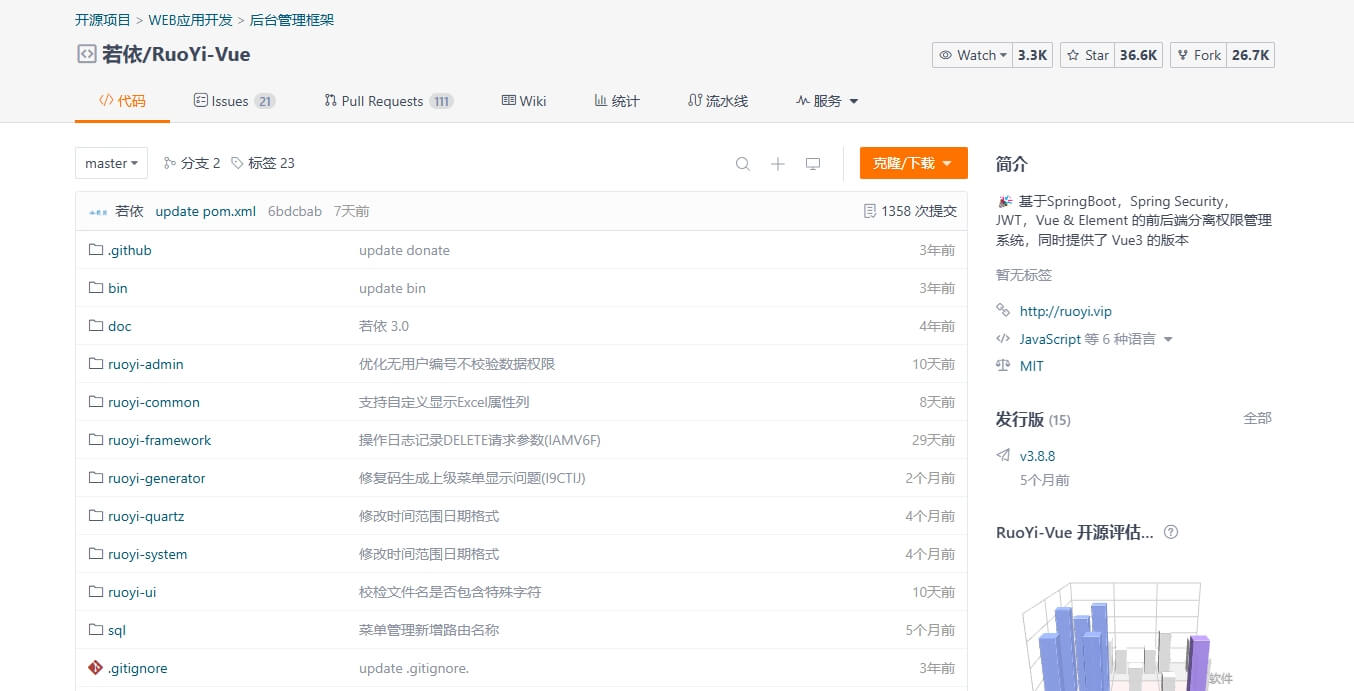 开源项目 > WEB应用开发 > 后台管理框架
若依/RuoYi-Vue
Watch 3.3K Star 36.6K Fork 26.7K
代码 Issues 21 Pull Requests 111 Wiki 统计 流水线 服务
master 分支 2 标签 23 克隆/下载
若依 update pom.xml 6bdcbab 7天前 1358 次提交
.github update donate 3年前
bin update bin 3年前
doc 若依 3.0 4年前
ruoyi-admin 优化无用户编号不校验数据权限 10天前
ruoyi-common 支持自定义显示Excel属性列 8天前
ruoyi-framework 操作日志记录DELETE请求参数(IAMV6F) 29天前
ruoyi-generator 修复码生成上级菜单显示问题(I9CTIJ) 2个月前
ruoyi-quartz 修改时间范围日期格式 4个月前
ruoyi-system 修改时间范围日期格式 4个月前
ruoyi-ui 校检文件名是否包含特殊字符 10天前
sql 菜单管理新增路由名称 5个月前
.gitignore update .gitignore. 3年前
简介
基于SpringBoot，Spring Security，
JWT，Vue & Element 的前后端分离权限管理
系统，同时提供了 Vue3 的版本
暂无标签
http://ruoyi.vip
JavaScript 等 6 种语言
MIT
发行版 (15) 全部
v3.8.8
5个月前
RuoYi-Vue 开源评估...
软件